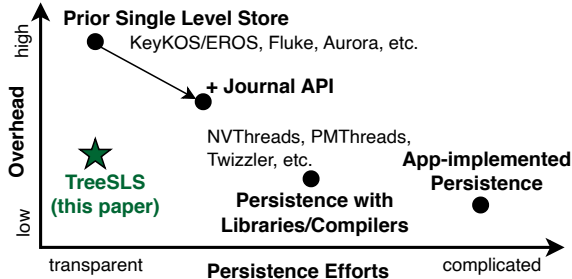 Prior Single Level Store
KeyKOS/EROS, Fluke, Aurora, etc.
+ Journal API
NVThreads, PMThreads,
Twizzler, etc.
App-implemented
Persistence
TreeSLS
(this paper)
Persistence with
Libraries/Compilers
high
Overhead
low
transparent
Persistence Efforts
complicated